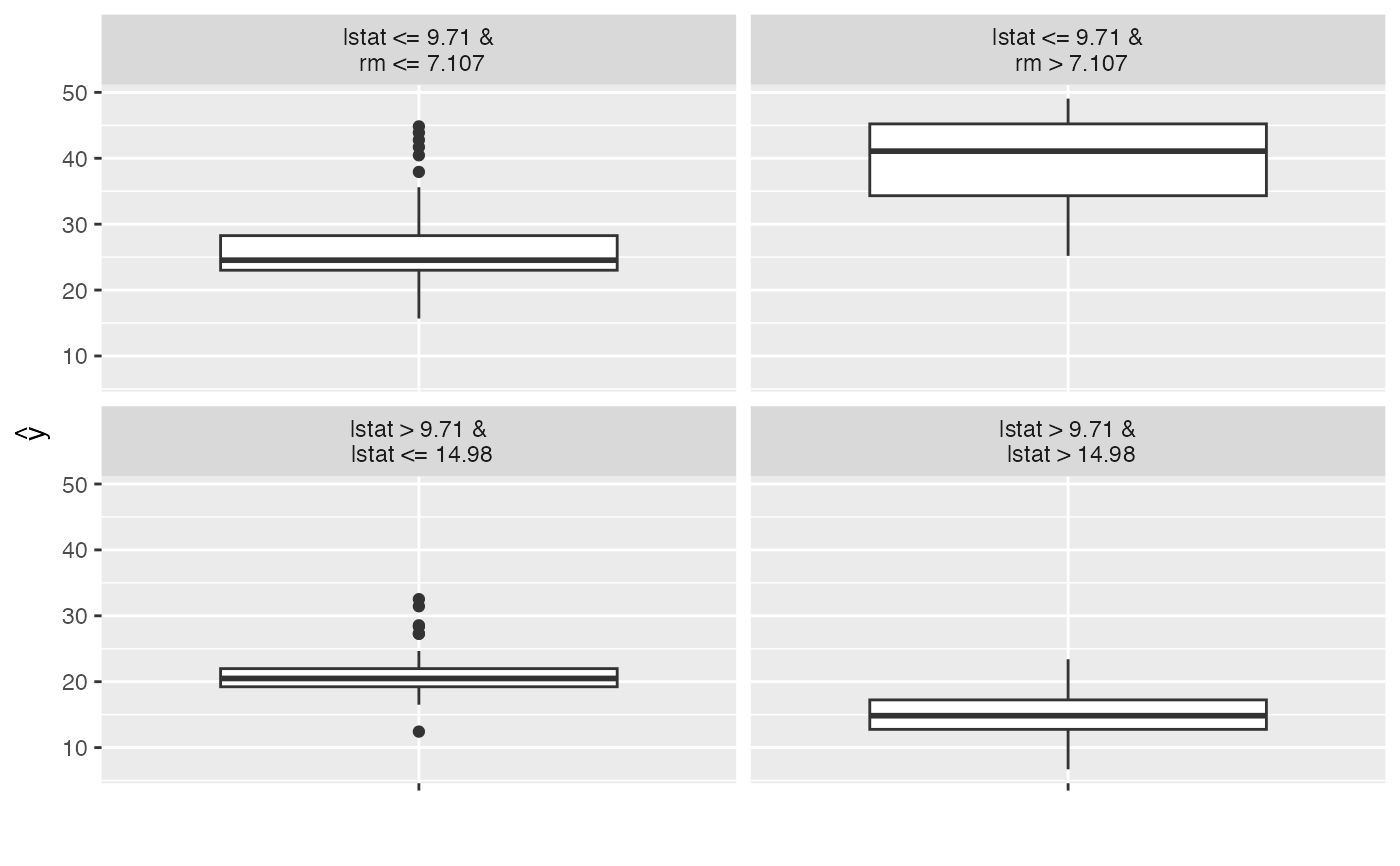 lstat <= 9.71 &
rm <= 7.107
lstat <= 9.71 &
rm > 7.107
50
40
30
20
10
ŷ
lstat > 9.71 &
lstat <= 14.98
lstat > 9.71 &
lstat > 14.98
50
40
30
20
10